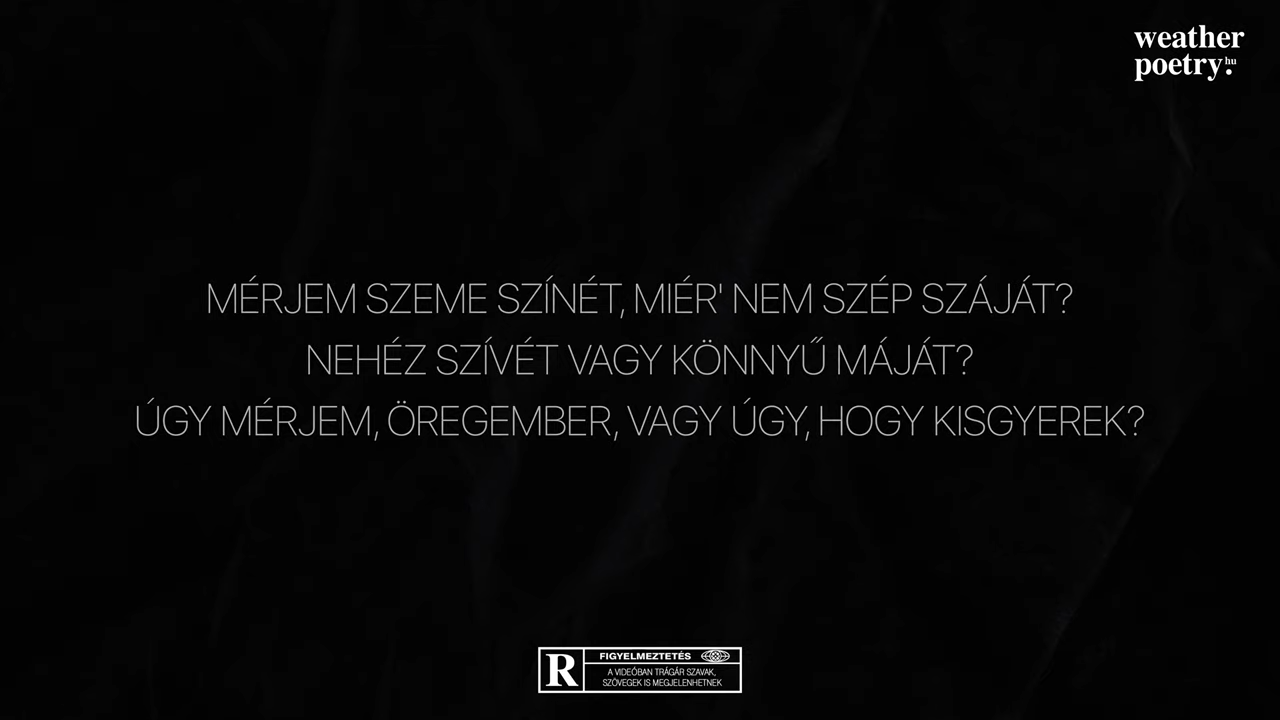 weather
poetry.hu
MÉRJEM SZEME SZÍNÉT, MIÉR' NEM SZÉP SZÁJÁT?
NEHÉZ SZÍVÉT VAGY KÖNNYŰ MÁJÁT?
ÚGY MÉRJEM, ÖREGEMBER, VAGY ÚGY, HOGY KISGYEREK?
R
FIGYELMEZTETÉS
A VIDEÓBAN TRÁGÁR SZAVAK,
SZÖVEGEK IS MEGJELENHETNEK